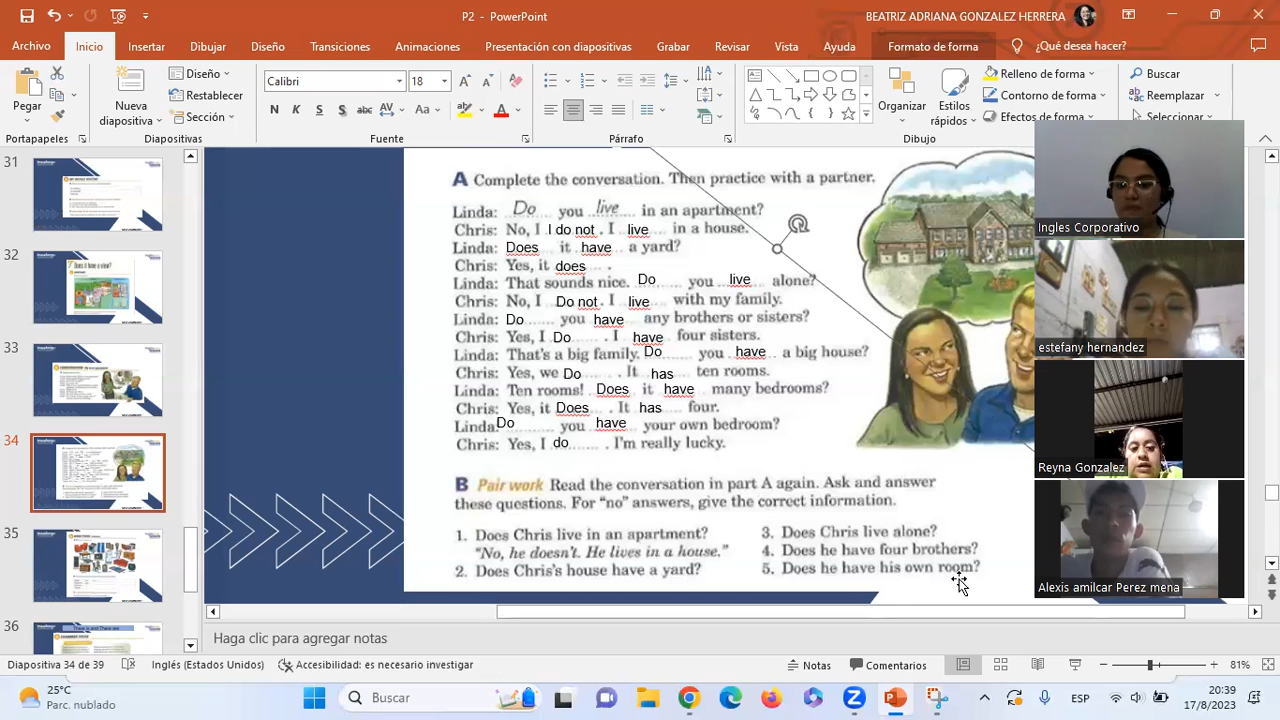 P2 - PowerPoint
BEATRIZ ADRIANA GONZALEZ HERRERA
Archivo Inicio Insertar Dibujar Diseño Transiciones Animaciones Presentación con diapositivas Grabar Revisar Vista Ayuda Formato de forma ¿Qué desea hacer?
Pegar
Portapapeles
Nueva diapositiva
Diseño
Restablecer
Sección
Diapositivas
Calibri 18
N K S S abc AV Aa
Fuente
Párrafo
Organizar
Estilos rápidos
Relleno de forma
Contorno de forma
Efectos de forma
Dibujo
Buscar
Reemplazar
Seleccionar
31
32
33
34
35
36
A Complete the conversation. Then practice with a partner.
Linda: Do you live in an apartment?
Chris: No, I I do not . I live in a house.
Linda: Does it have a yard?
Chris: Yes, it does .
Linda: That sounds nice. Do you live alone?
Chris: No, I Do not . I live with my family.
Linda: Do you have any brothers or sisters?
Chris: Yes, I Do . I have four sisters.
Linda: That's a big family. Do you have a big house?
Chris: Yes, we Do . It has ten rooms.
Linda: Ten rooms! Does it have many bedrooms?
Chris: Yes, it Does . It has four.
Linda: Do you have your own bedroom?
Chris: Yes, I do . I'm really lucky.
B Pairwork Read the conversation in part A again. Ask and answer
these questions. For "no" answers, give the correct information.
1. Does Chris live in an apartment?
"No, he doesn't. He lives in a house."
2. Does Chris's house have a yard?
3. Does Chris live alone?
4. Does he have four brothers?
5. Does he have his own room?
Ingles Corporativo
estefany hernandez
Reyna Gonzalez
Alexis amilcar Perez mena
Haga clic para agregar notas
Diapositiva 34 de 39 Inglés (Estados Unidos) Accesibilidad: es necesario investigar Notas Comentarios 81%
25°C
Parc. nublado
Buscar
ESP
20:39
17/8/2023